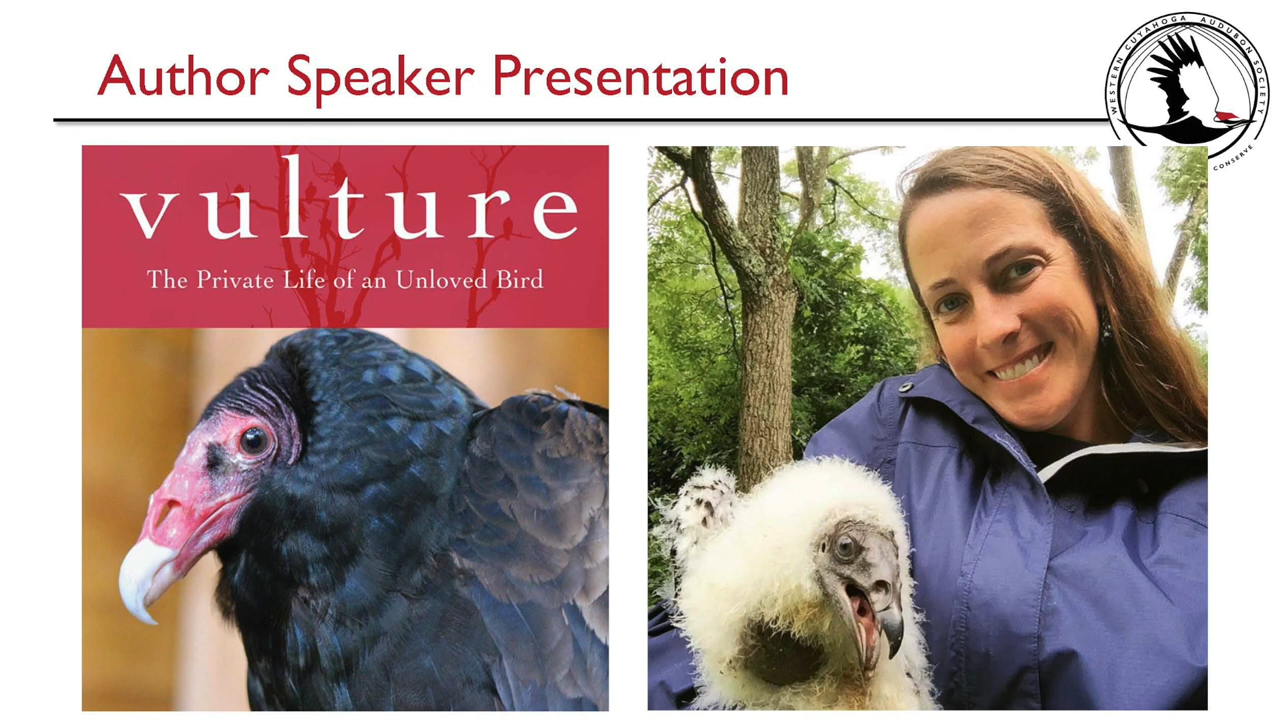 Author Speaker Presentation
WESTERN CUYAHOGA AUDUBON SOCIETY
CONSERVE
vulture
The Private Life of an Unloved Bird